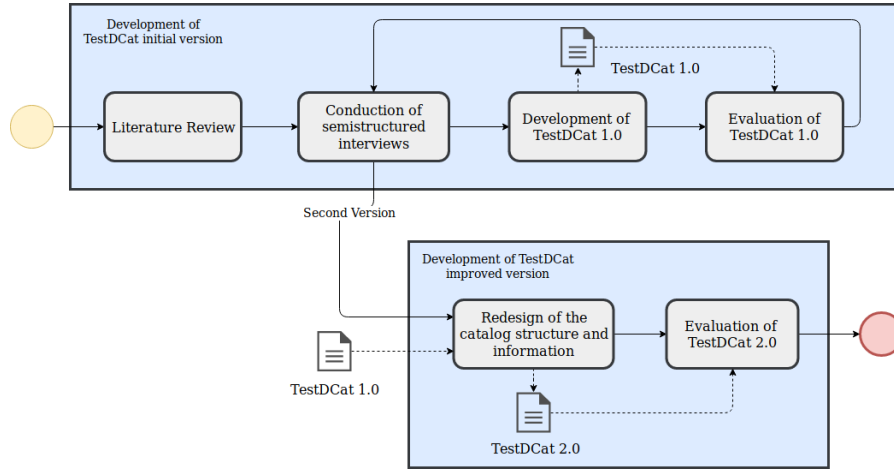 Development of
TestDCat initial version
TestDCat 1.0
Literature Review
Conduction of
semistructured
interviews
Development of
TestDCat 1.0
Evaluation of
TestDCat 1.0
Second Version
Development of TestDCat
improved version
Redesign of the
catalog structure and
information
Evaluation of
TestDCat 2.0
TestDCat 1.0
TestDCat 2.0